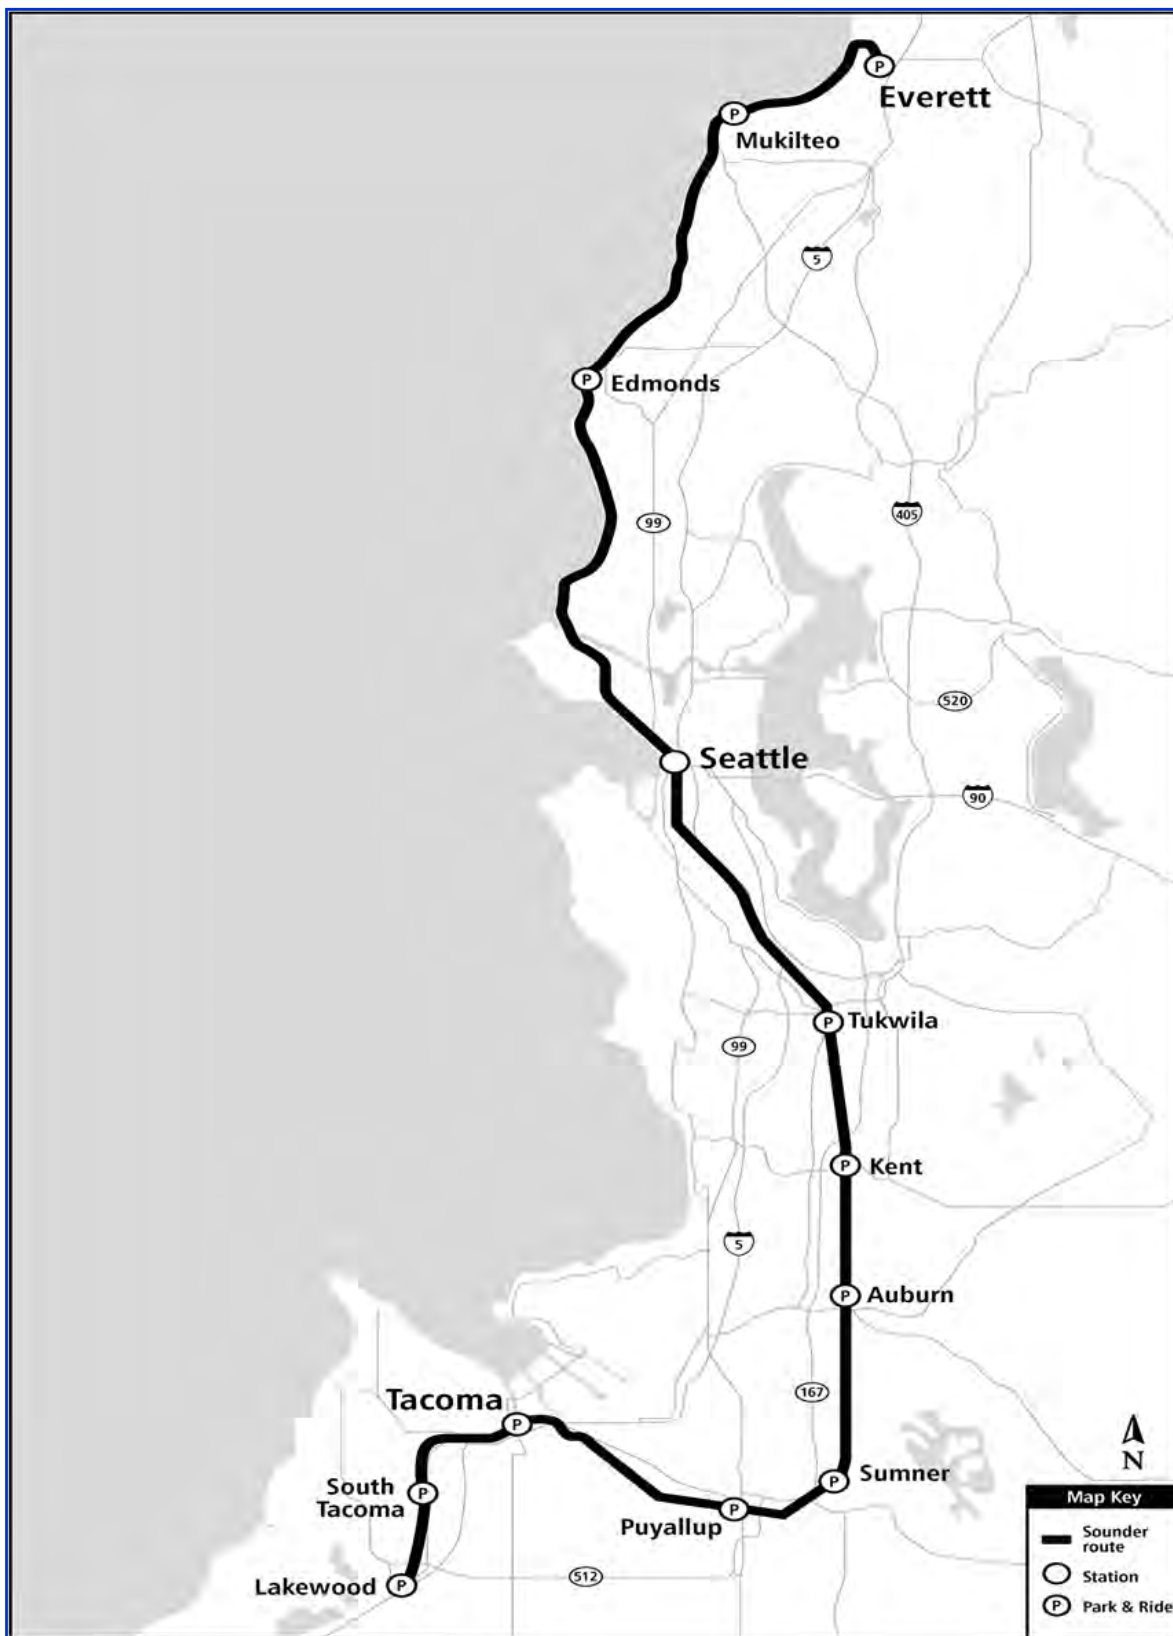 P
Everett
P
Mukilteo
5
P
Edmonds
99
405
520
Seattle
90
P
Tukwila
99
P
Kent
5
P
Auburn
167
Tacoma
P
N
P
Sumner
South
Tacoma
P
P
Puyallup
Lakewood
P
512
Map Key
Sounder
route
Station
P
Park & Ride